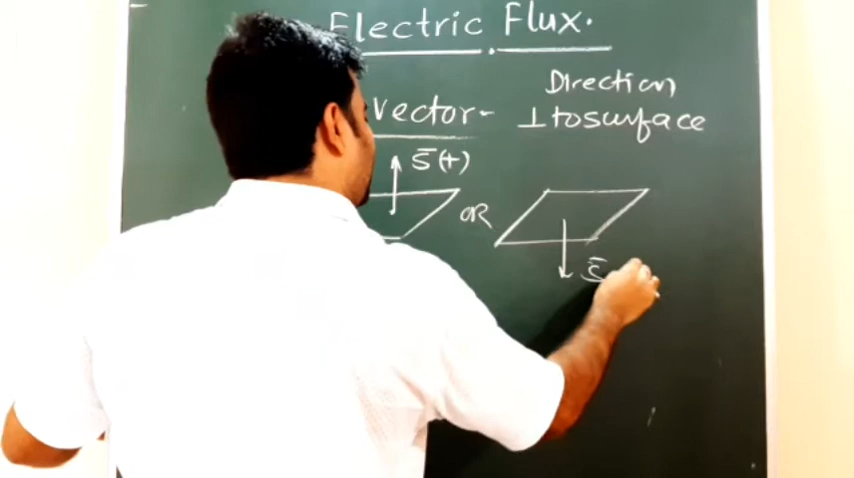 Electric Flux.
Direction
vector- ⊥ to surface
S̄(+)
OR
S̄